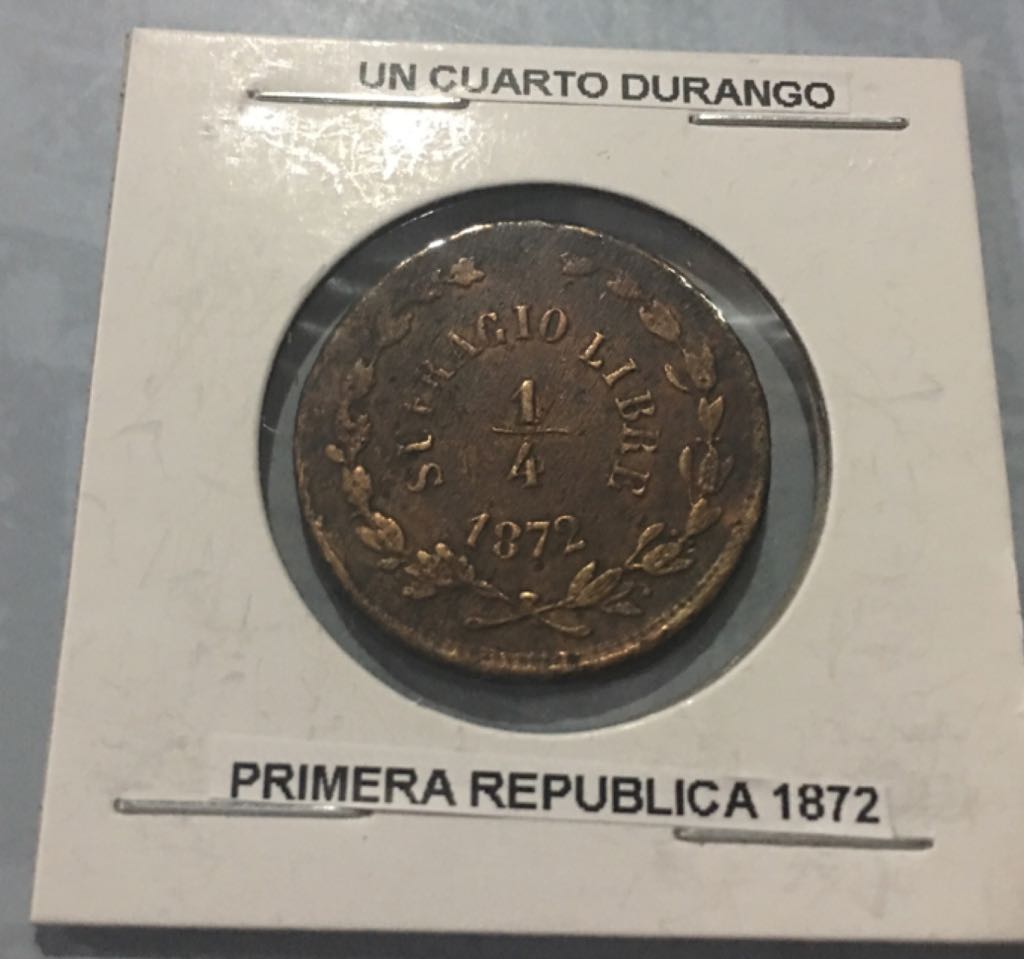 UN CUARTO DURANGO
SUFRAGIO LIBRE
1/4
1872
PRIMERA REPUBLICA 1872